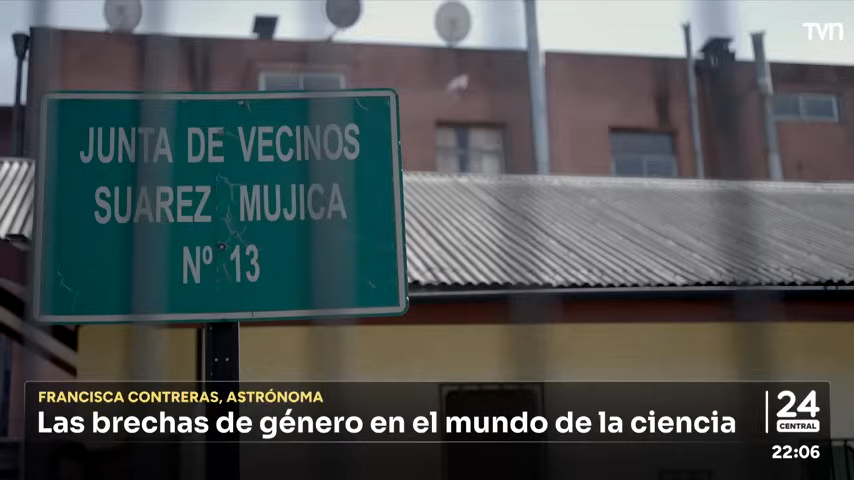 TVN
JUNTA DE VECINOS
SUAREZ MUJICA
Nº 13
FRANCISCA CONTRERAS, ASTRÓNOMA
Las brechas de género en el mundo de la ciencia
24
CENTRAL
22:06